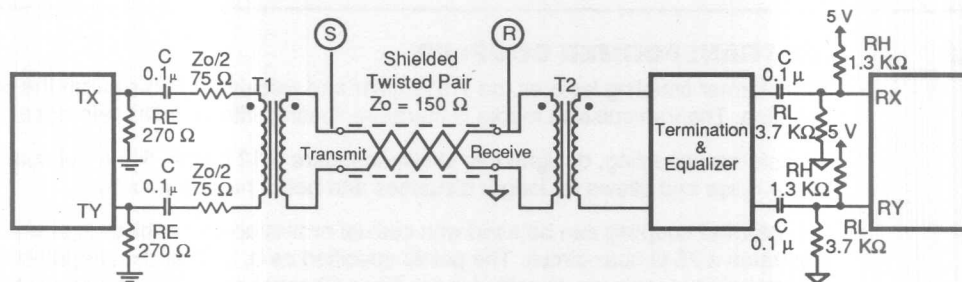 S
R
5 V
RH
1.3 KΩ
C
0.1 µ
Zo/2
75 Ω
Shielded
Twisted Pair
Zo = 150 Ω
T1
T2
C
0.1 µ
TX
RX
RE
270 Ω
RL
3.7 KΩ
5 V
Termination
&
Equalizer
Transmit
Receive
C
0.1 µ
Zo/2
75 Ω
RH
1.3 KΩ
TY
RY
RE
270 Ω
C
0.1 µ
RL
3.7 KΩ